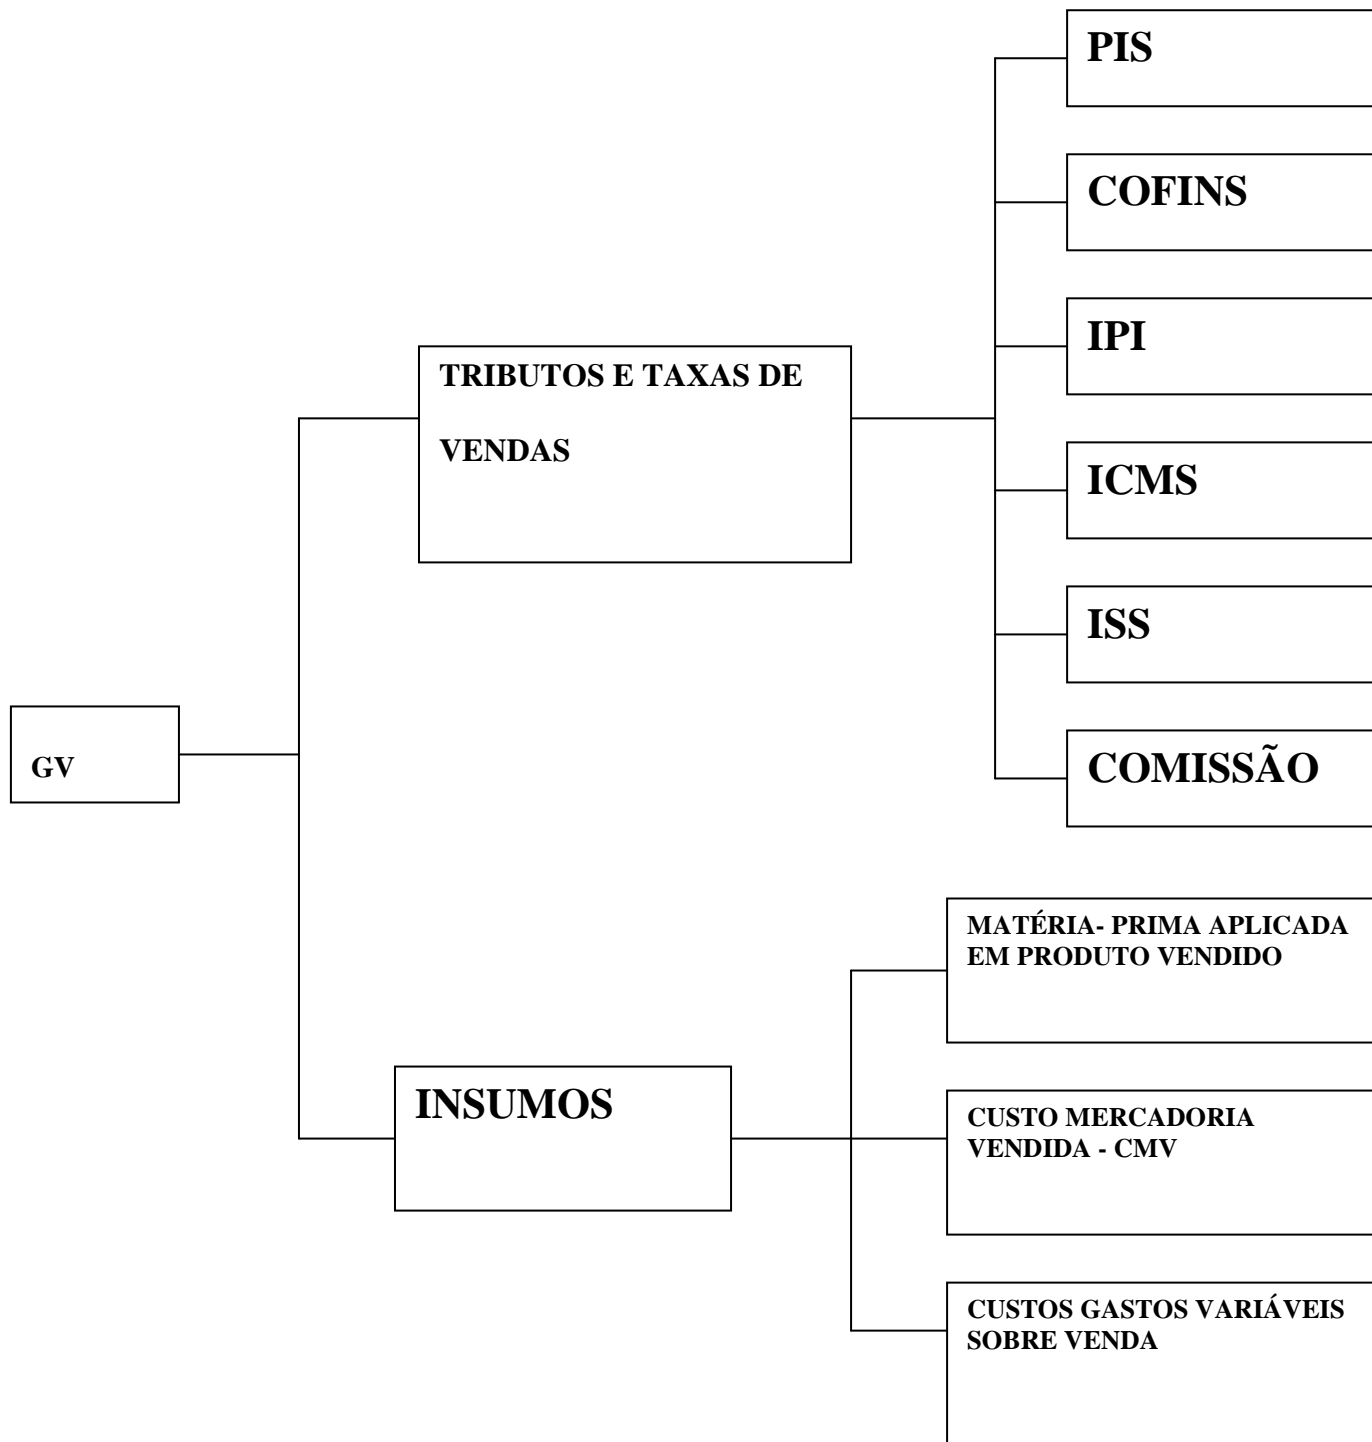 PIS
COFINS
IPI
TRIBUTOS E TAXAS DE
VENDAS
ICMS
ISS
GV
COMISSÃO
MATÉRIA- PRIMA APLICADA
EM PRODUTO VENDIDO
INSUMOS
CUSTO MERCADORIA
VENDIDA - CMV
CUSTOS GASTOS VARIÁVEIS
SOBRE VENDA